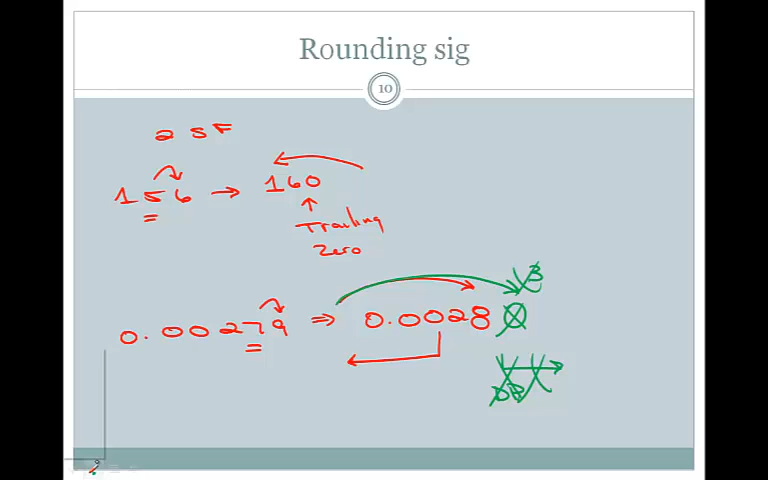 Rounding sig
10
2 SF
156 → 160
↑
Trailing
Zero
0.00279 ⇒ 0.0028